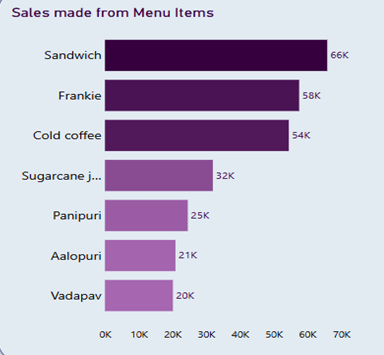 Sales made from Menu Items
Sandwich 66K
Frankie 58K
Cold coffee 54K
Sugarcane j... 32K
Panipuri 25K
Aalopuri 21K
Vadapav 20K
0K 10K 20K 30K 40K 50K 60K 70K